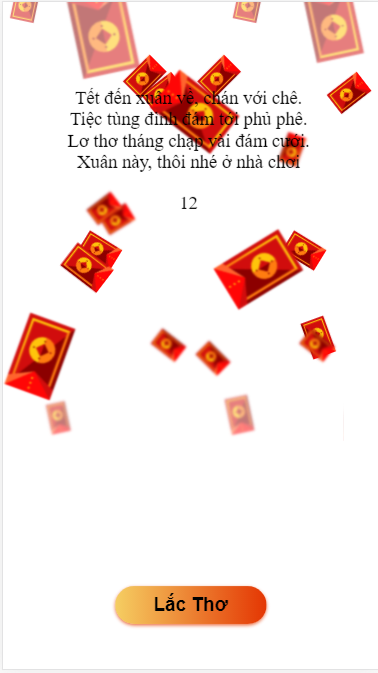 Tết đến xuân về, chán với chê.
Tiệc tùng đình đám tới phủ phê.
Lơ thơ tháng chạp vài đám cưới.
Xuân này, thôi nhé ở nhà chơi
12
Lắc Thơ